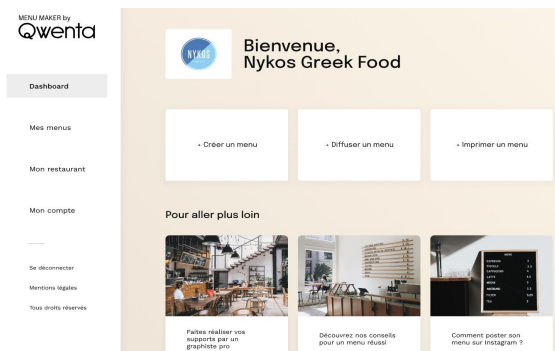 MENU MAKER by
Qwenta
Dashboard
Mes menus
Mon restaurant
Mon compte
Se déconnecter
Mentions légales
Tous droits réservés
NYKOS
Bienvenue,
Nykos Greek Food
+ Créer un menu
+ Diffuser un menu
+ Imprimer un menu
Pour aller plus loin
MENU
Faites réaliser vos
supports par un
graphiste pro
Découvrez nos conseils
pour un menu réussi
Comment poster son
menu sur Instagram ?